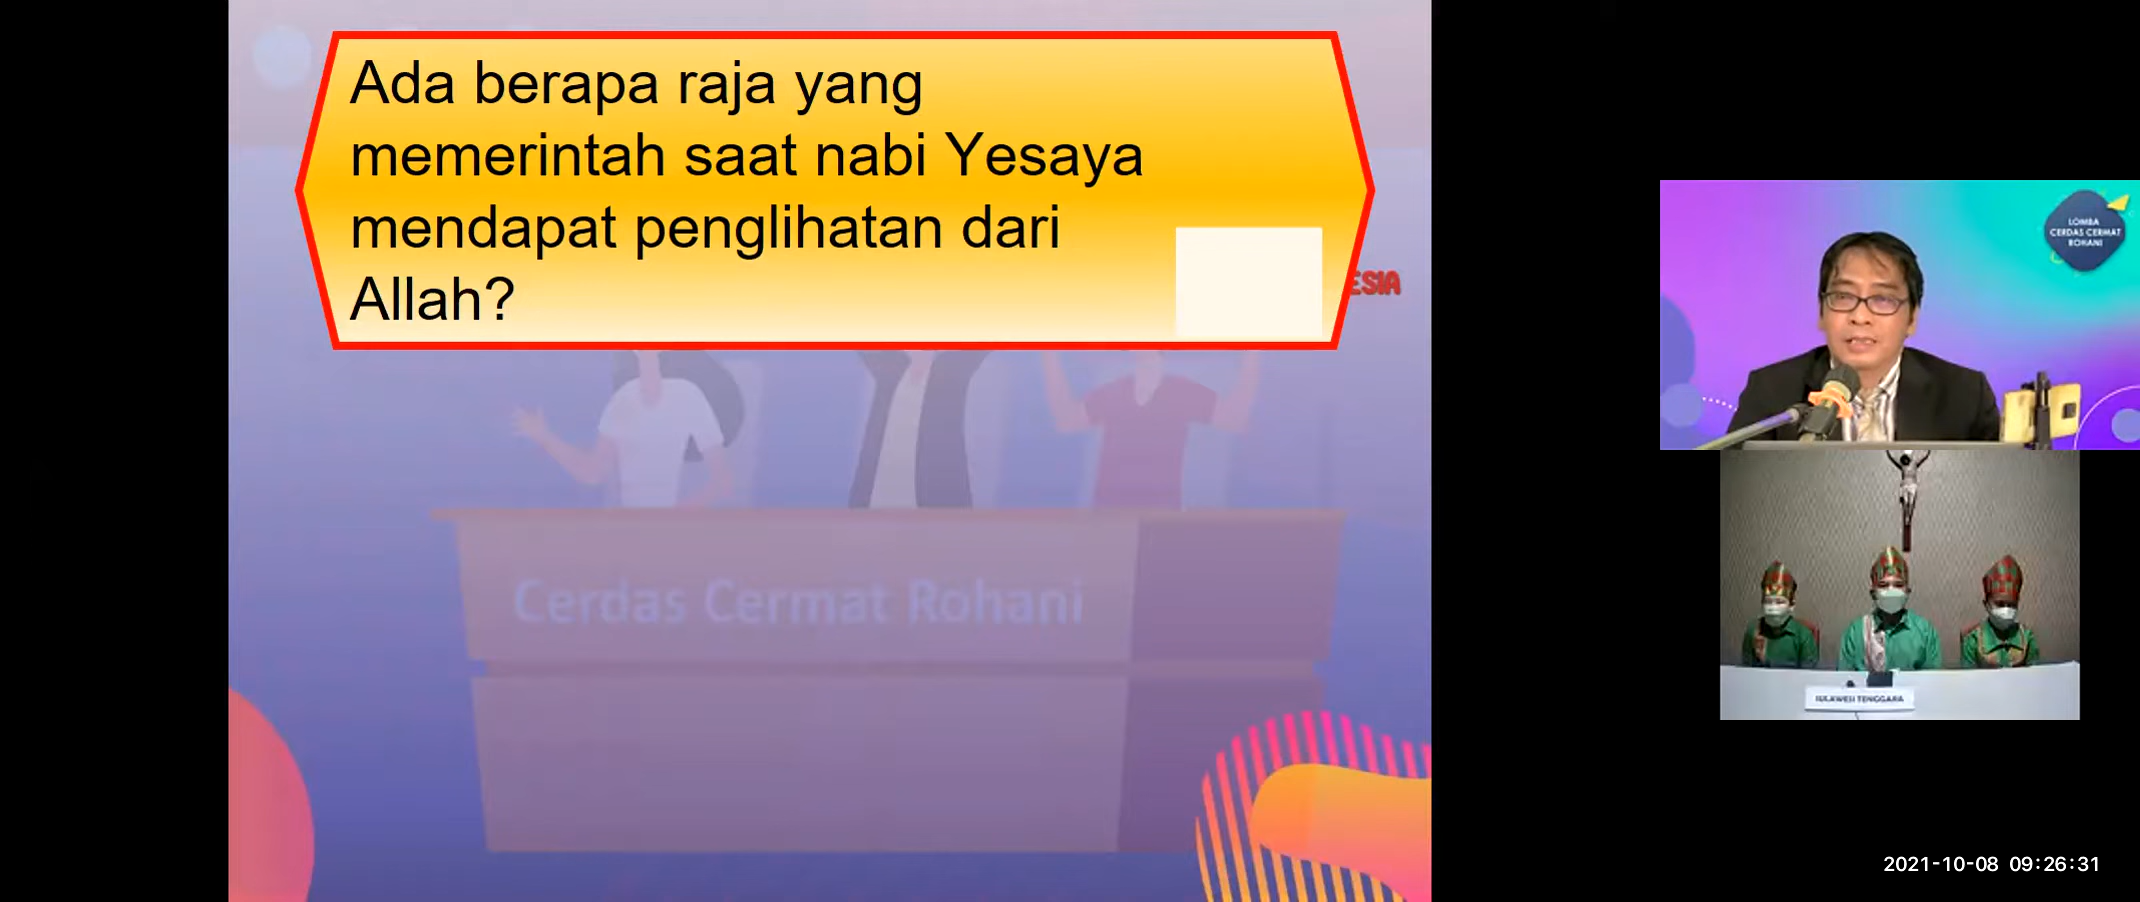 Ada berapa raja yang
memerintah saat nabi Yesaya
mendapat penglihatan dari
Allah?
ESIA
Cerdas Cermat Rohani
LOMBA
CERDAS CERMAT
ROHANI
SULAWESI TENGGARA
2021-10-08 09:26:31